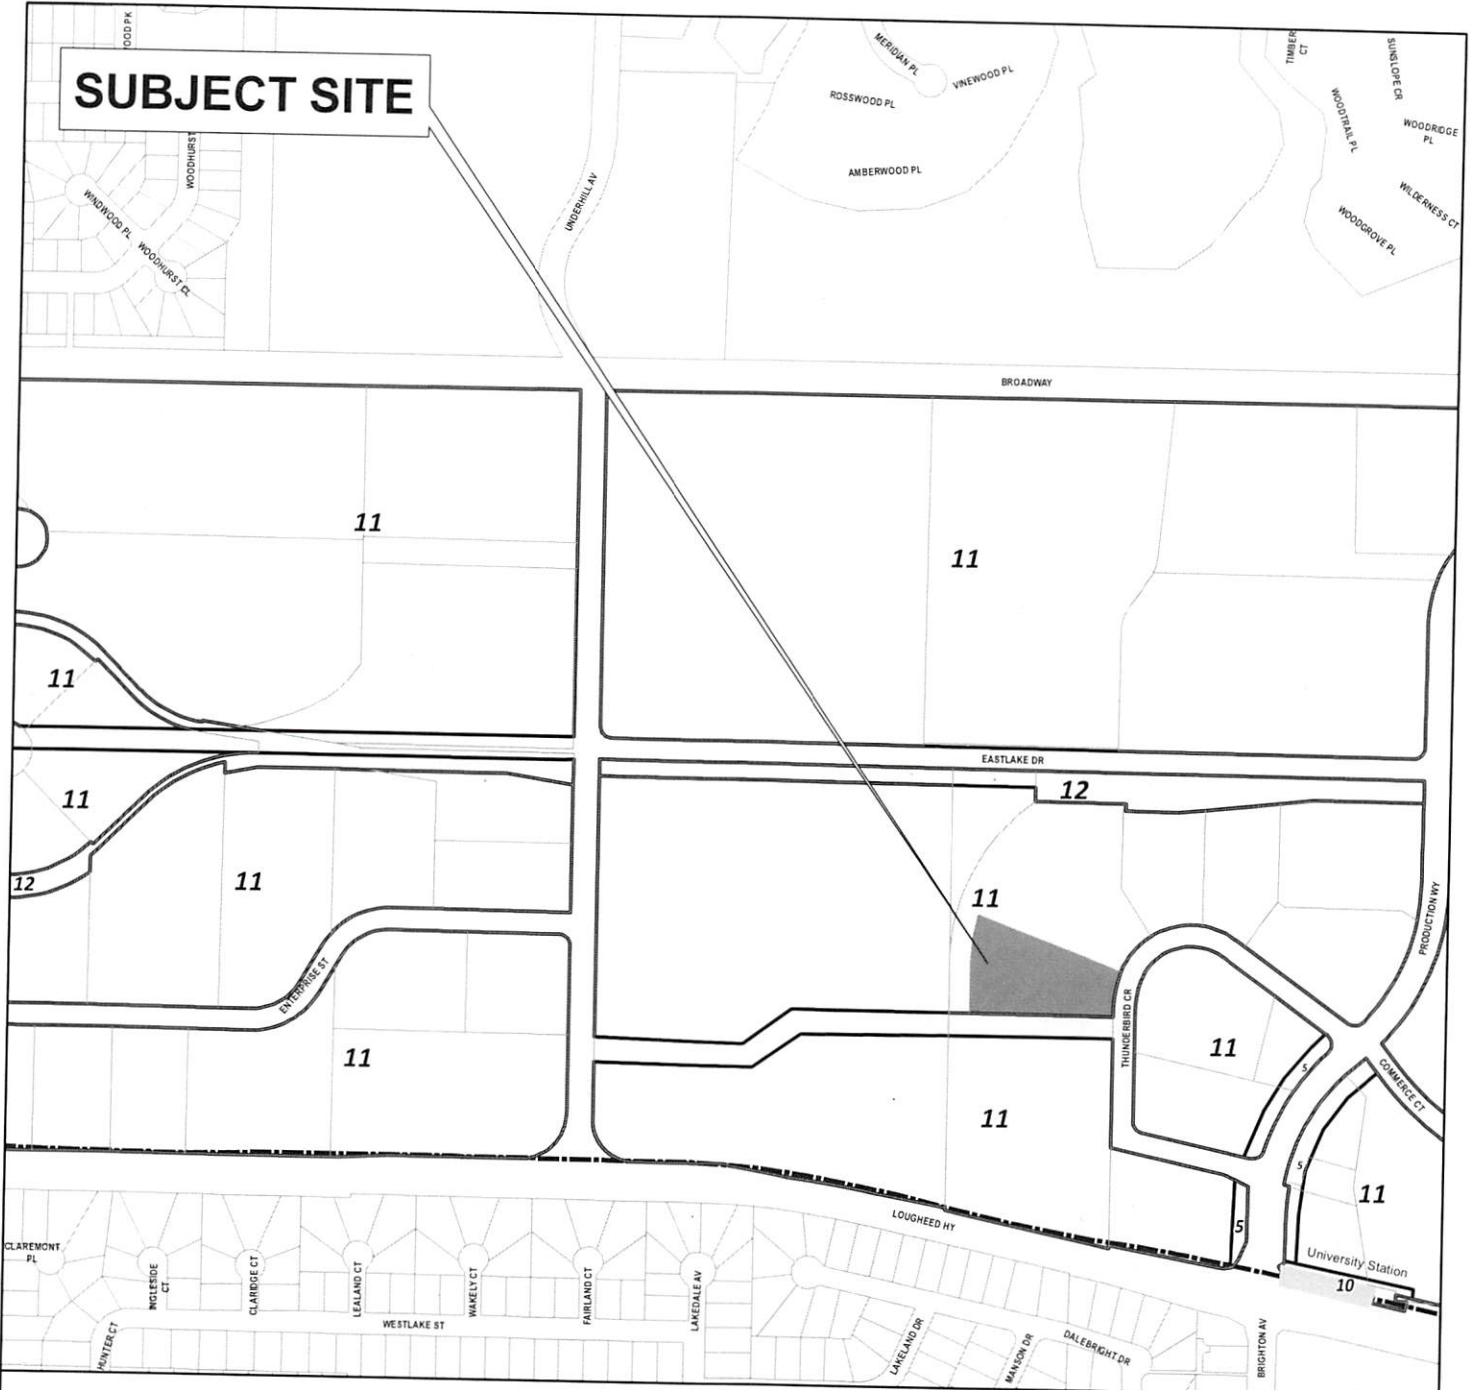 OOD PK
SUBJECT SITE
WOODHURST
WINDWOOD PL
WOODHURST CL
UNDERHILL AV
MERIDIAN PL
VINEWOOD PL
ROSSWOOD PL
AMBERWOOD PL
TIMBER
CT
SUNSLOPE CR
WOODTRAIL PL
WOODRIDGE
PL
WILDERNESS CT
WOODGROVE PL
BROADWAY
11
11
11
EASTLAKE DR
12
11
12
11
11
PRODUCTION WY
ENTERPRISE ST
THUNDERBIRD CR
11
11
5
COMMERCE CT
11
5
11
LOUGHEED HY
5
University Station
10
CLAREMONT
PL
INGLESIDE
CT
CLARIDGE CT
LEALAND CT
WAKELY CT
FAIRLAND CT
LAKEDALE AV
WESTLAKE ST
HUNTER CT
LAKELAND DR
MANSON DR
DALEBRIGHT DR
BRIGHTON AV